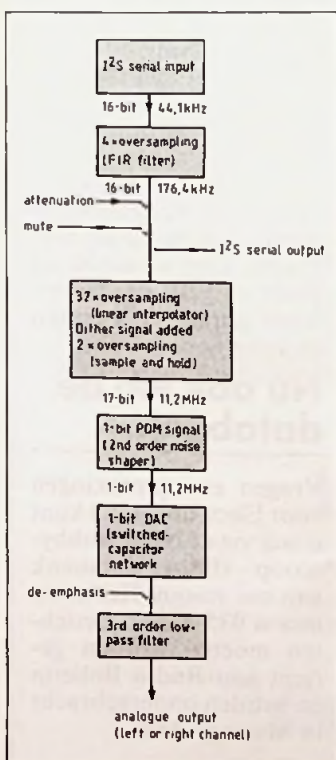 I²S serial input
16-bit 44,1kHz
4×oversampling
(FIR filter)
16-bit 176,4kHz
attenuation
mute
I²S serial output
32×oversampling
(linear interpolator)
Dither signal added
2×oversampling
(sample and hold)
17-bit 11,2MHz
1-bit PDM signal
(2nd order noise
shaper)
1-bit 11,2MHz
1-bit DAC
(switched-
capacitor
network)
de-emphasis
3rd order low-
pass filter
analogue output
(left or right channel)